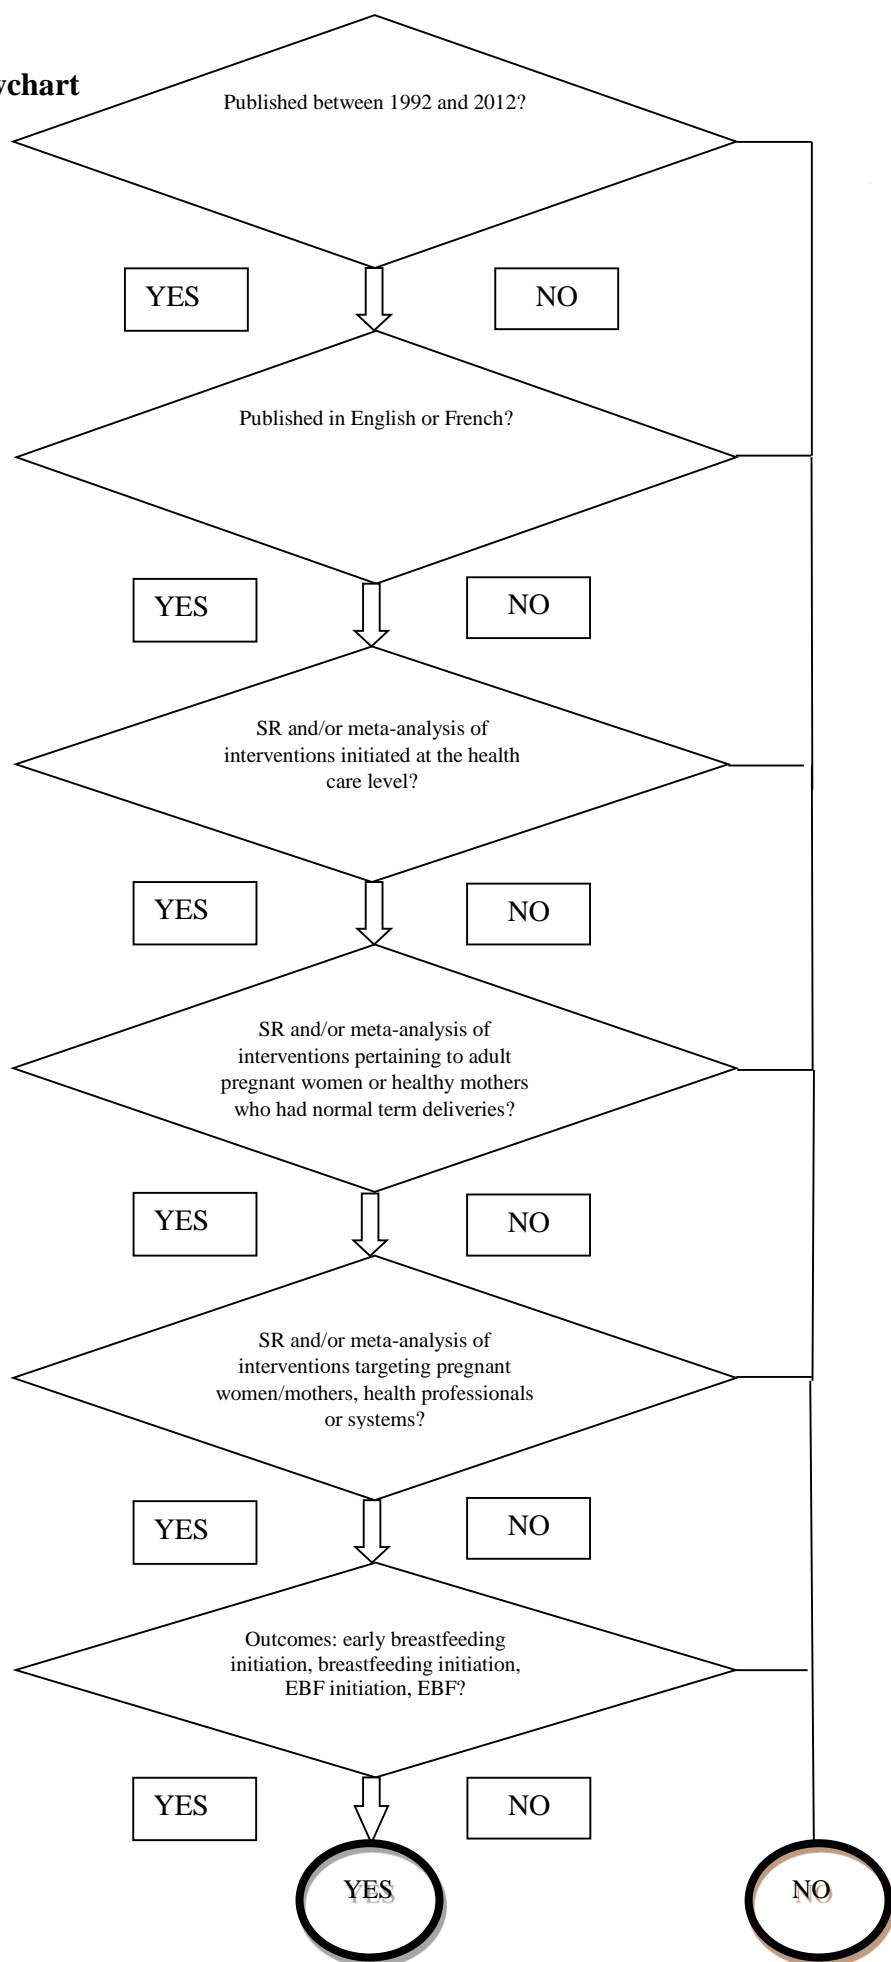 wchart
Published between 1992 and 2012?
YES
NO
Published in English or French?
YES
NO
SR and/or meta-analysis of
interventions initiated at the health
care level?
YES
NO
SR and/or meta-analysis of
interventions pertaining to adult
pregnant women or healthy mothers
who had normal term deliveries?
YES
NO
SR and/or meta-analysis of
interventions targeting pregnant
women/mothers, health professionals
or systems?
YES
NO
Outcomes: early breastfeeding
initiation, breastfeeding initiation,
EBF initiation, EBF?
YES
NO
YES
NO